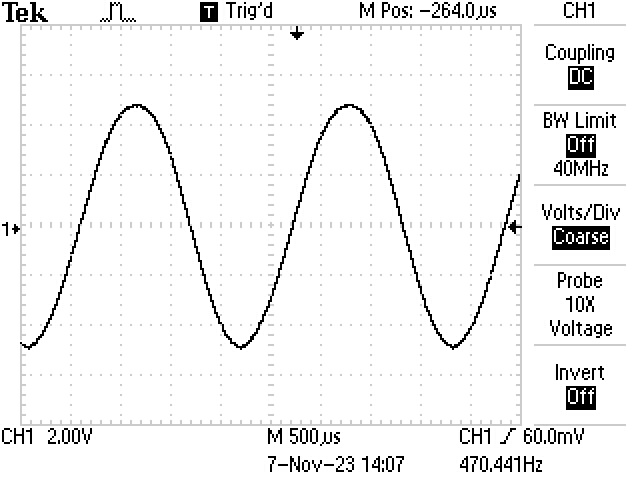 Tek T Trig'd M Pos: -264.0µs CH1
Coupling
DC
BW Limit
Off
40MHz
Volts/Div
Coarse
Probe
10X
Voltage
Invert
Off
1
CH1 2.00V M 500µs CH1 60.0mV
7-Nov-23 14:07 470.441Hz